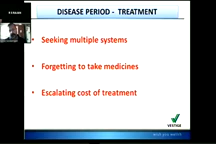 DISEASE PERIOD - TREATMENT
• Seeking multiple systems
• Forgetting to take medicines
• Escalating cost of treatment
VESTIGE